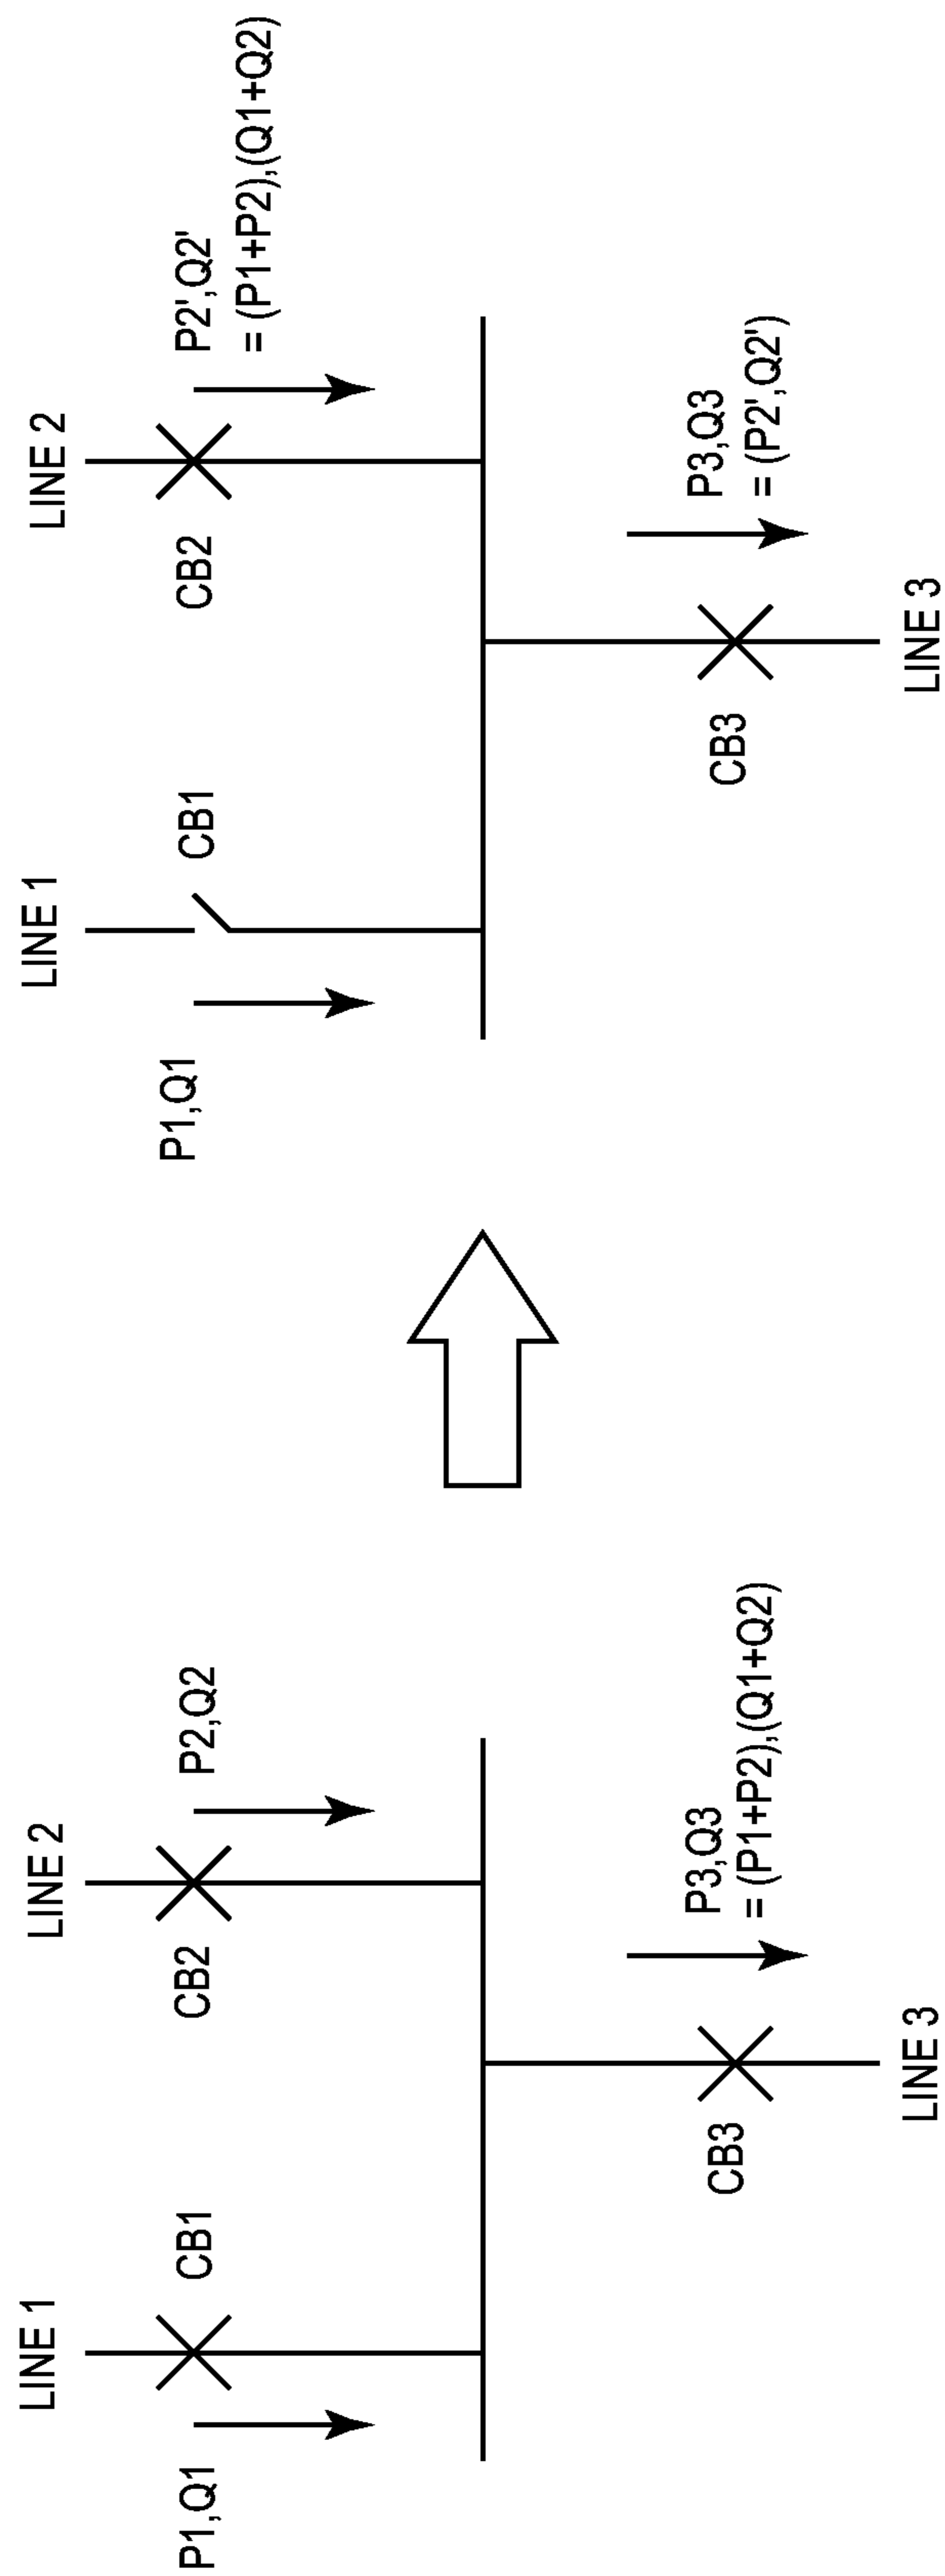 LINE 1
LINE 2
P1,Q1
CB1
CB2
P2,Q2
CB3
P3,Q3
= (P1+P2),(Q1+Q2)
LINE 3
LINE 1
LINE 2
P1,Q1
CB1
CB2
P2',Q2'
= (P1+P2),(Q1+Q2)
CB3
P3,Q3
= (P2',Q2')
LINE 3